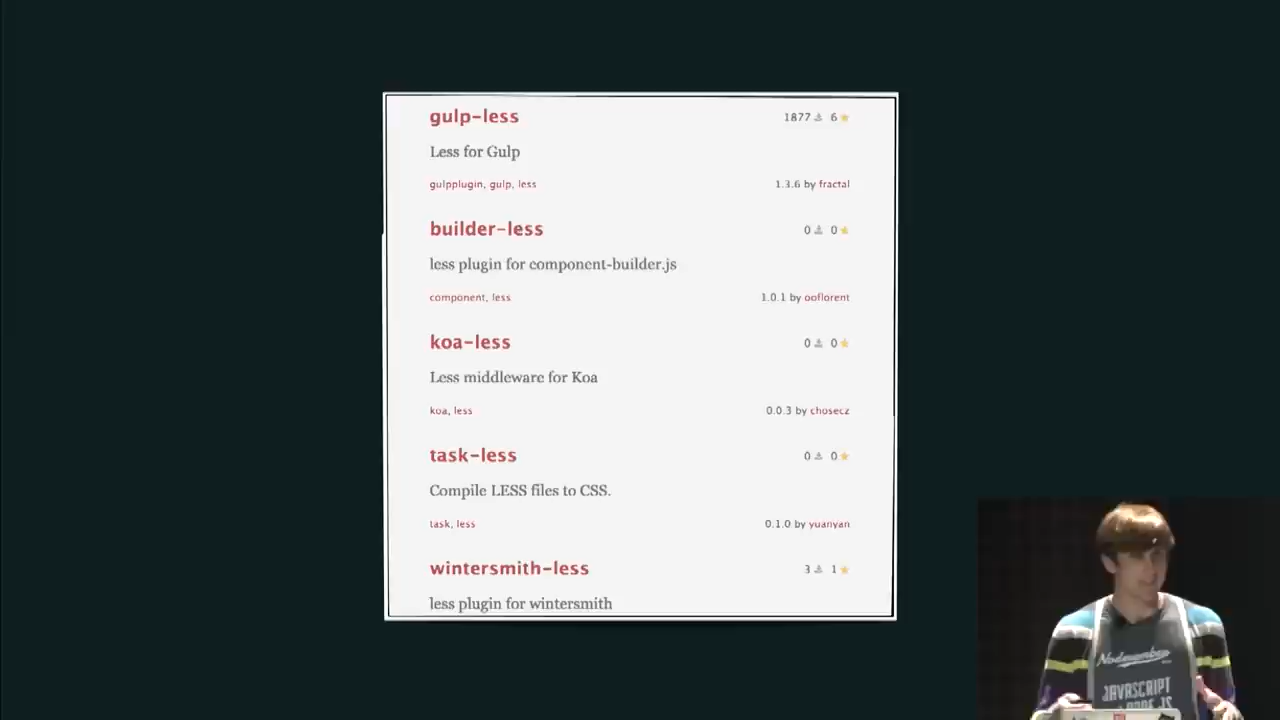 gulp-less 1877 6
Less for Gulp
gulpplugin, gulp, less 1.3.6 by fractal
builder-less 0 0
less plugin for component-builder.js
component, less 1.0.1 by ooflorent
koa-less 0 0
Less middleware for Koa
koa, less 0.0.3 by chosecz
task-less 0 0
Compile LESS files to CSS.
task, less 0.1.0 by yuanyan
wintersmith-less 3 1
less plugin for wintersmith
Nodevember
JAVASCRIPT